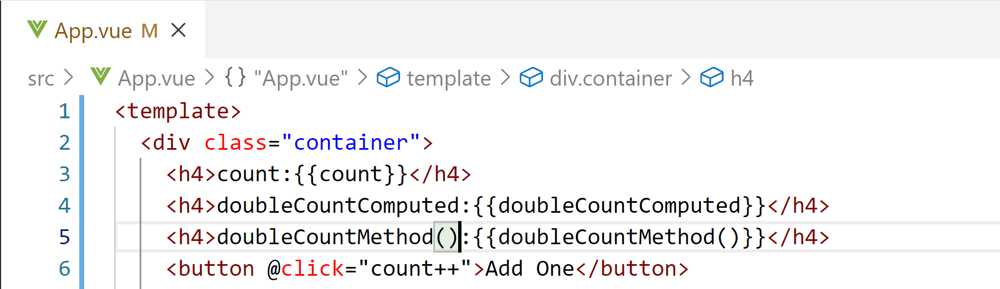 App.vue M
src > App.vue > {} "App.vue" > template > div.container > h4
1 <template>
2 <div class="container">
3 <h4>count:{{count}}</h4>
4 <h4>doubleCountComputed:{{doubleCountComputed}}</h4>
5 <h4>doubleCountMethod():{{doubleCountMethod()}}</h4>
6 <button @click="count++">Add One</button>